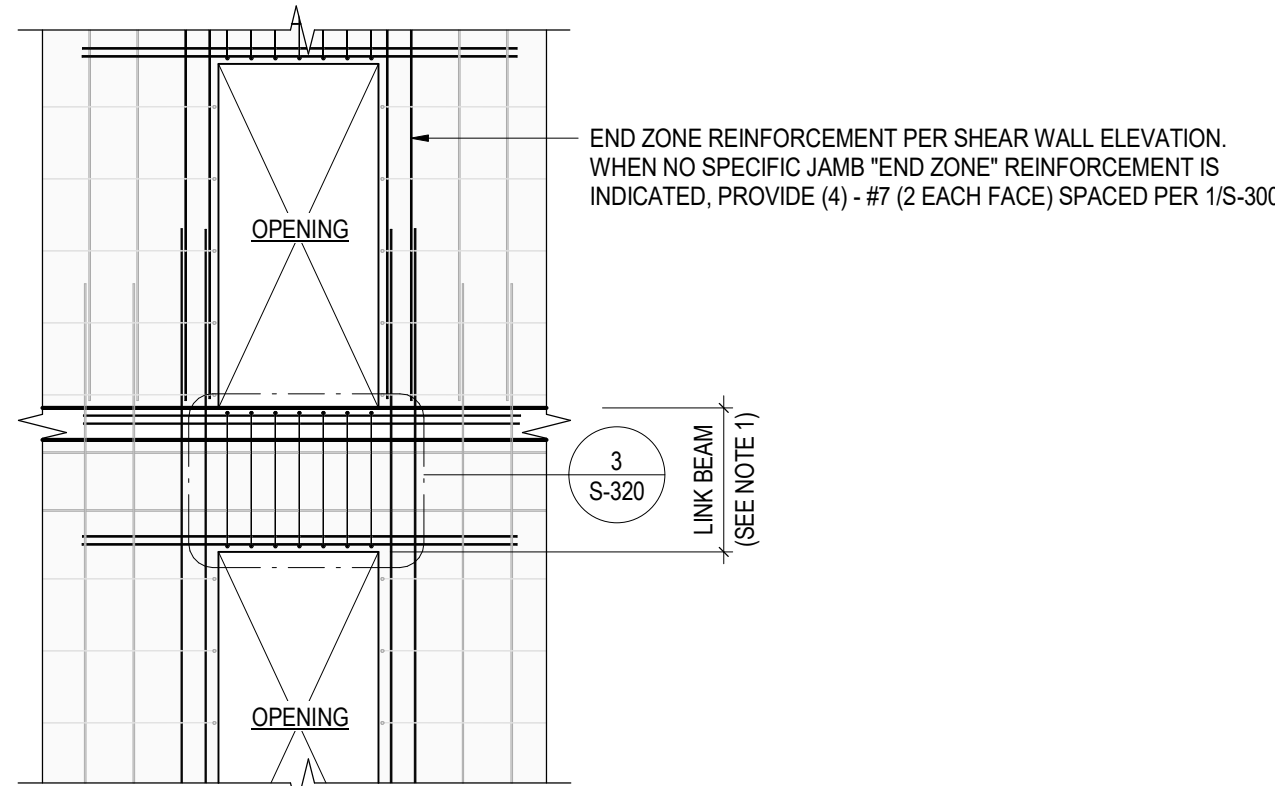 END ZONE REINFORCEMENT PER SHEAR WALL ELEVATION.
WHEN NO SPECIFIC JAMB "END ZONE" REINFORCEMENT IS
INDICATED, PROVIDE (4) - #7 (2 EACH FACE) SPACED PER 1/S-300
OPENING
3
S-320
LINK BEAM
(SEE NOTE 1)
OPENING